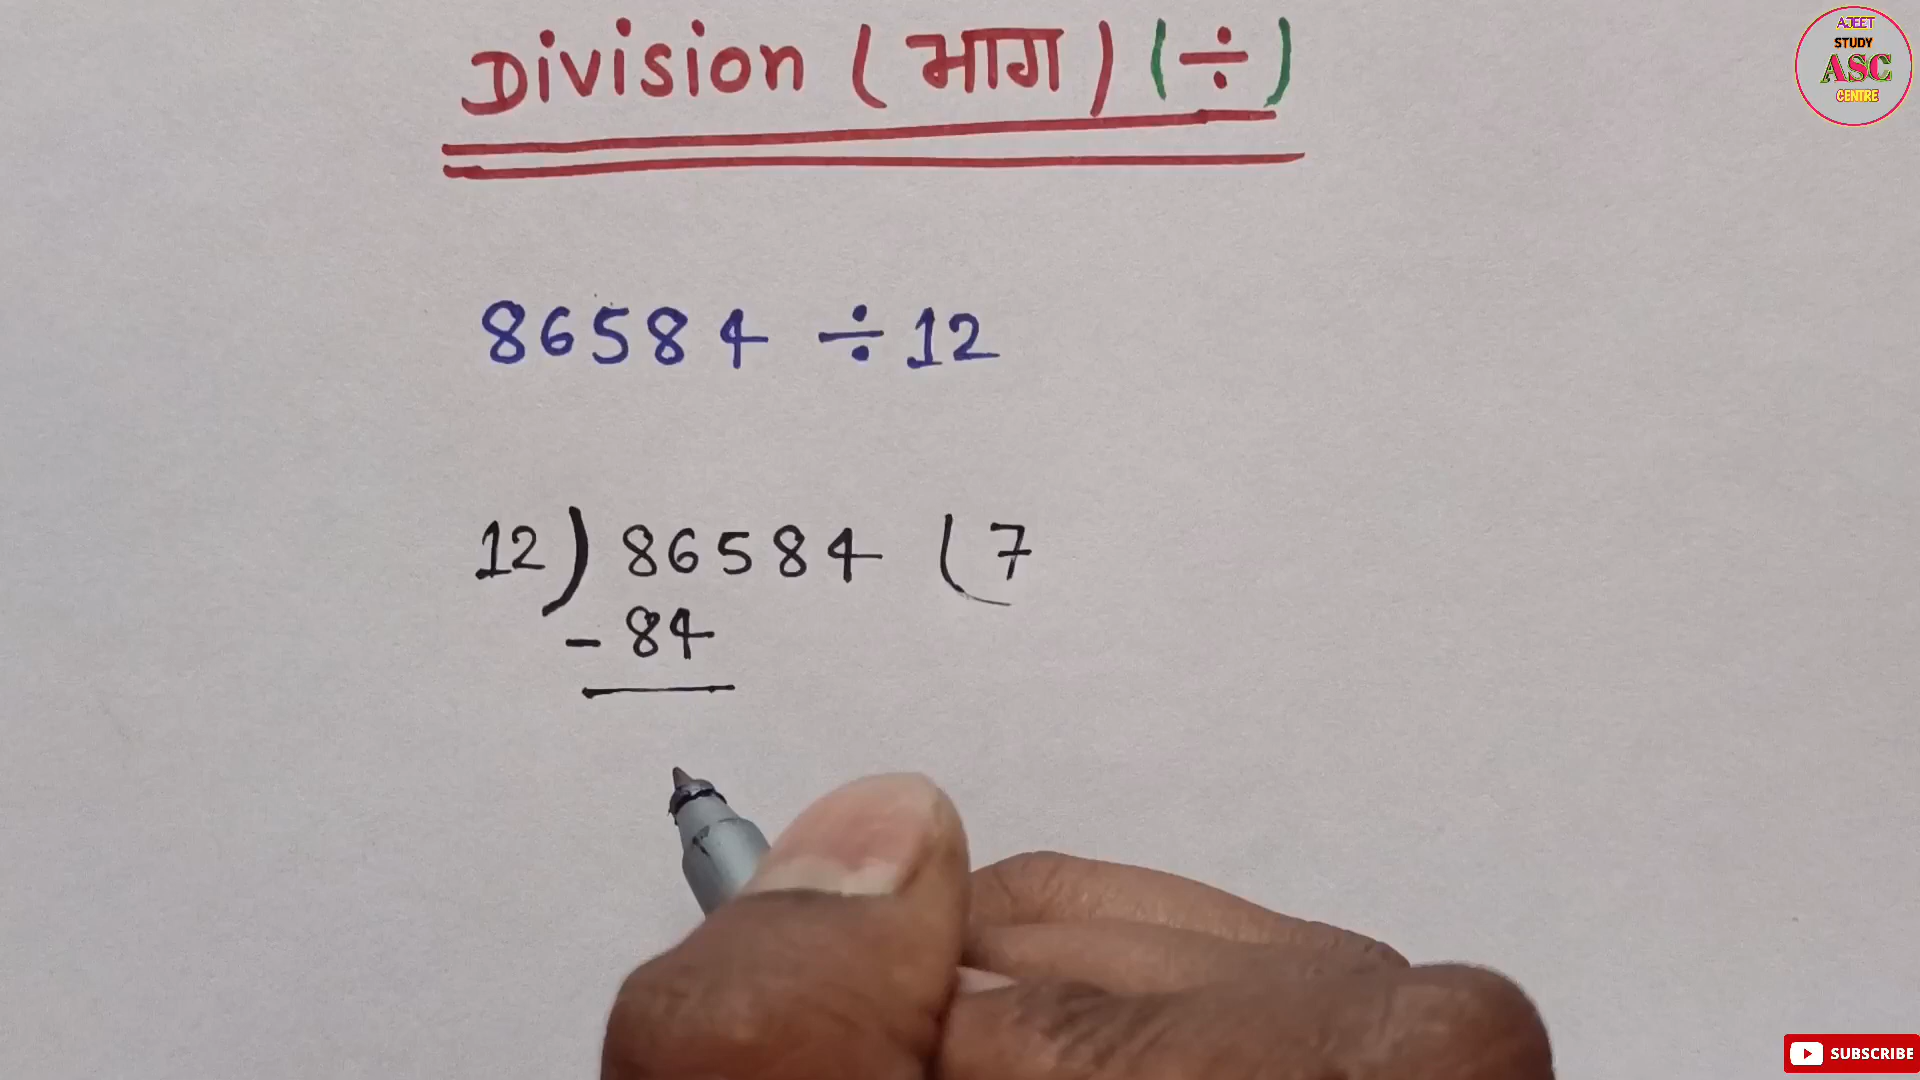 Division (भाग) (÷)
AJEET
STUDY
ASC
CENTRE
86584 ÷ 12
12) 86584 (7
- 84
SUBSCRIBE